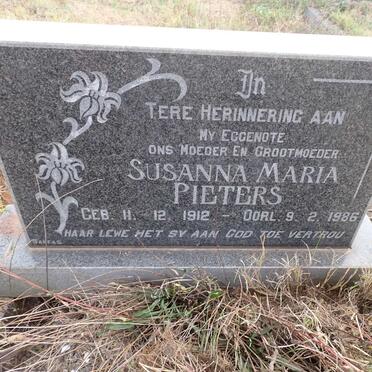 In
TERE HERINNERING AAN
MY EGGENOTE
ONS MOEDER EN GROOTMOEDER
SUSANNA MARIA
PIETERS
GEB. 11. 12. 1912 - OORL. 9. 2. 1986
HAAR LEWE HET SY AAN GOD TOE VERTROU